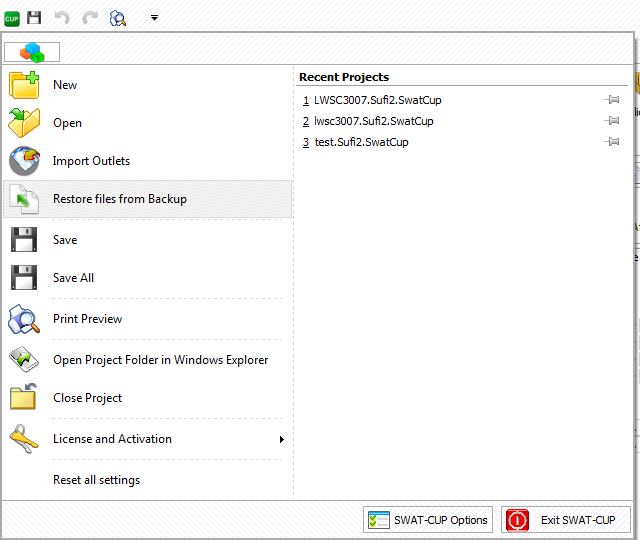 CUP
New
Open
Import Outlets
Restore files from Backup
Save
Save All
Print Preview
Open Project Folder in Windows Explorer
Close Project
License and Activation
Reset all settings
Recent Projects
1 LWSC3007.Sufi2.SwatCup
2 lwsc3007.Sufi2.SwatCup
3 test.Sufi2.SwatCup
SWAT-CUP Options
Exit SWAT-CUP